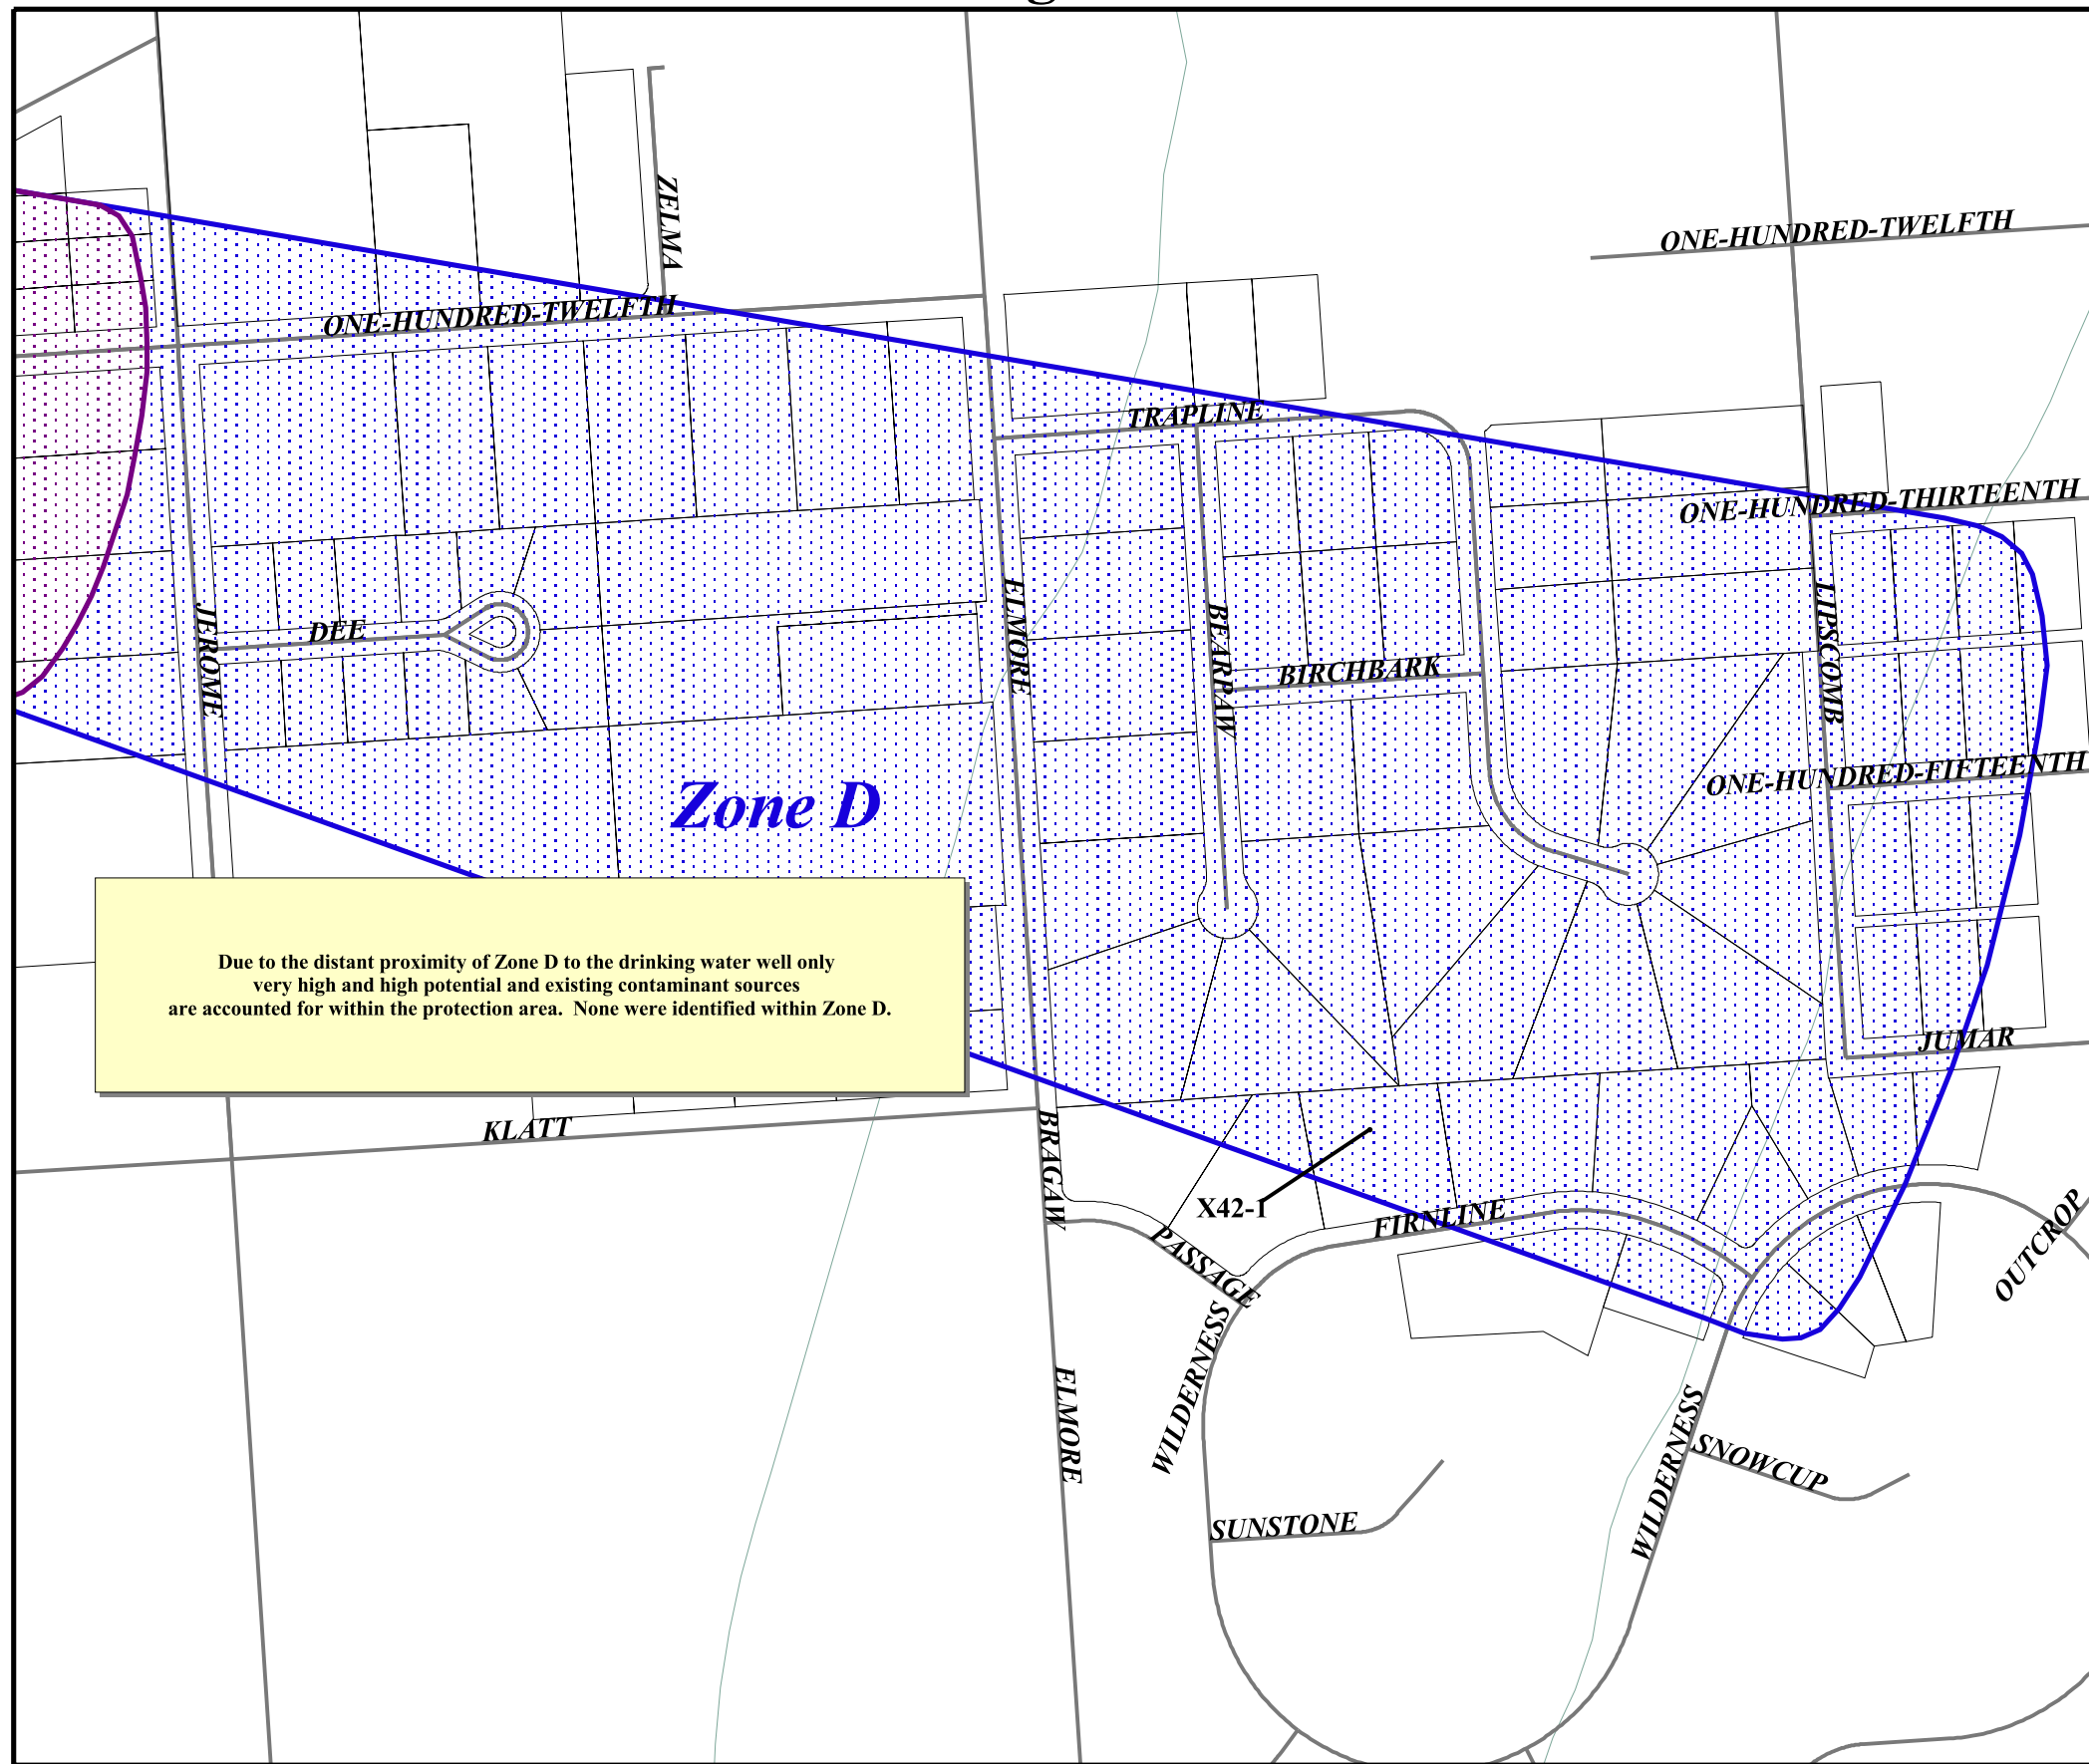 ZELMA
ONE-HUNDRED-TWELFTH
ONE-HUNDRED-TWELFTH
TRAPLINE
ONE-HUNDRED-THIRTEENTH
JEROME
DEE
ELMORE
BEARPAW
BIRCHBARK
LIPSCOMB
ONE-HUNDRED-FIFTEENTH
Zone D
Due to the distant proximity of Zone D to the drinking water well only
very high and high potential and existing contaminant sources
are accounted for within the protection area. None were identified within Zone D.
JUMAR
KLATT
BRAGAW
X42-1
FIRNLINE
PASSAGE
OUTCROP
WILDERNESS
ELMORE
WILDERNESS
SNOWCUP
SUNSTONE